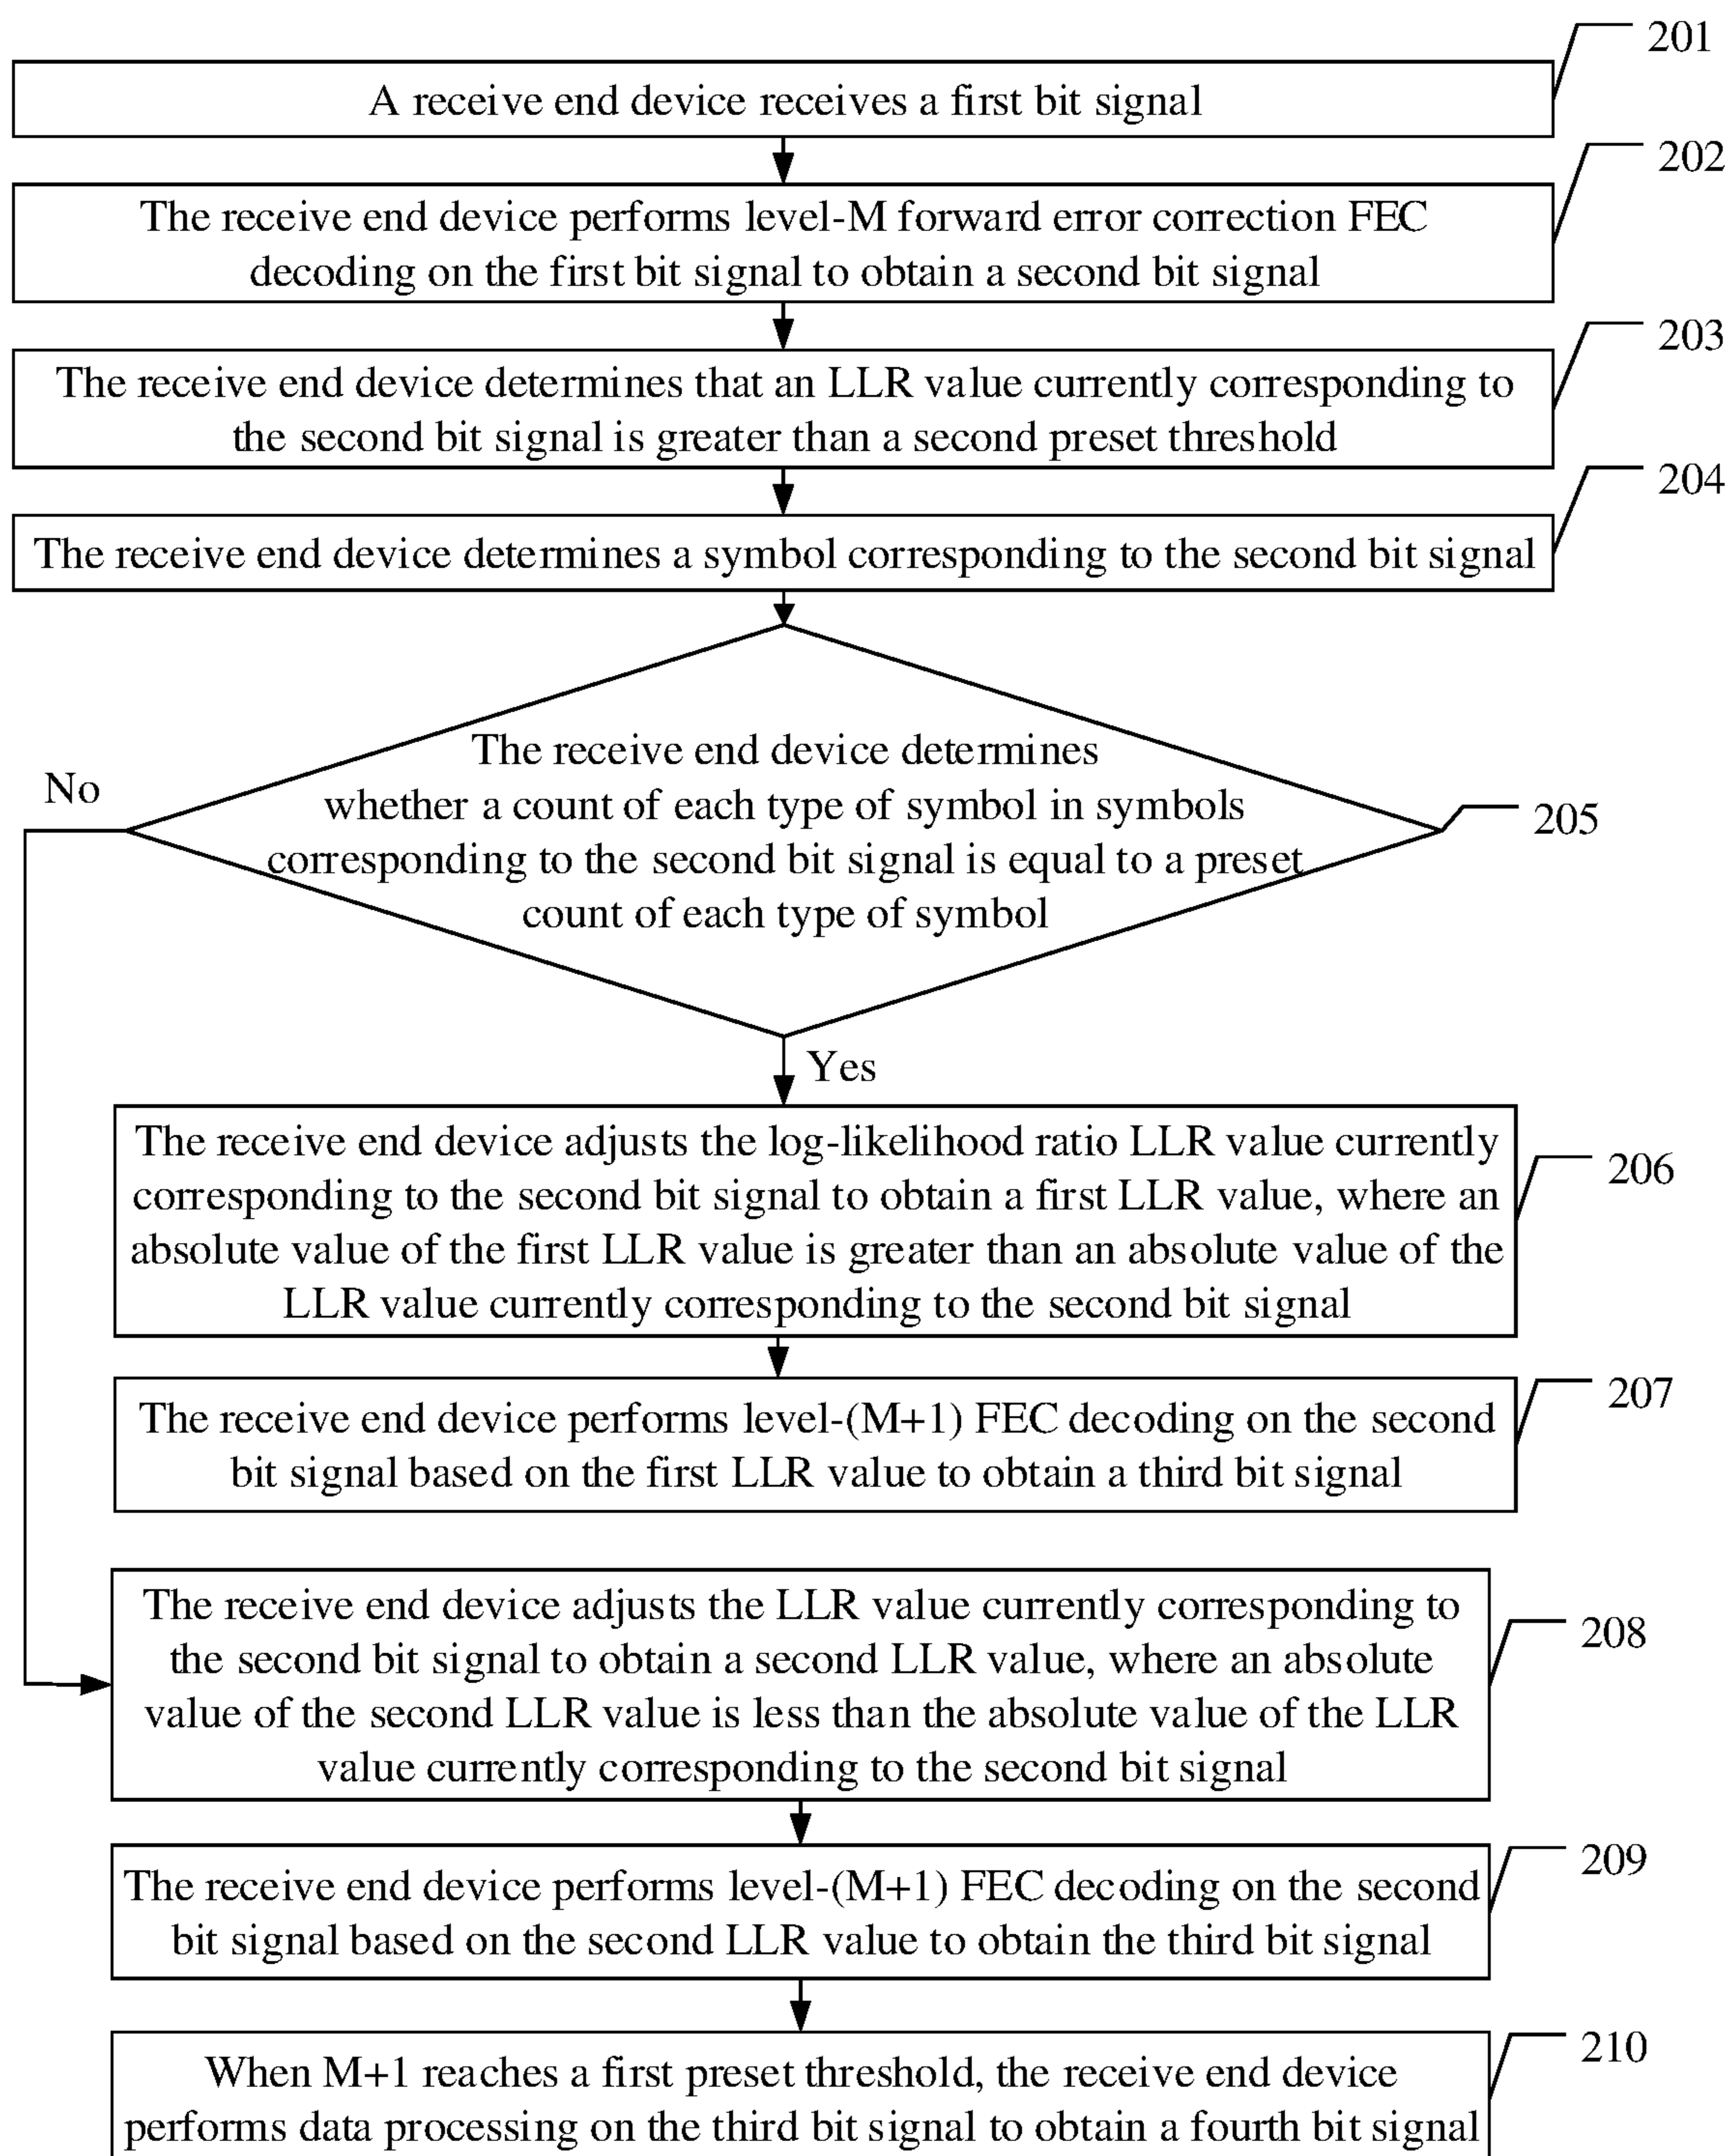 201
A receive end device receives a first bit signal
202
The receive end device performs level-M forward error correction FEC
decoding on the first bit signal to obtain a second bit signal
203
The receive end device determines that an LLR value currently corresponding to
the second bit signal is greater than a second preset threshold
204
The receive end device determines a symbol corresponding to the second bit signal
The receive end device determines
whether a count of each type of symbol in symbols
corresponding to the second bit signal is equal to a preset
count of each type of symbol
No
205
Yes
The receive end device adjusts the log-likelihood ratio LLR value currently
corresponding to the second bit signal to obtain a first LLR value, where an
absolute value of the first LLR value is greater than an absolute value of the
LLR value currently corresponding to the second bit signal
206
The receive end device performs level-(M+1) FEC decoding on the second
bit signal based on the first LLR value to obtain a third bit signal
207
The receive end device adjusts the LLR value currently corresponding to
the second bit signal to obtain a second LLR value, where an absolute
value of the second LLR value is less than the absolute value of the LLR
value currently corresponding to the second bit signal
208
The receive end device performs level-(M+1) FEC decoding on the second
bit signal based on the second LLR value to obtain the third bit signal
209
When M+1 reaches a first preset threshold, the receive end device
performs data processing on the third bit signal to obtain a fourth bit signal
210